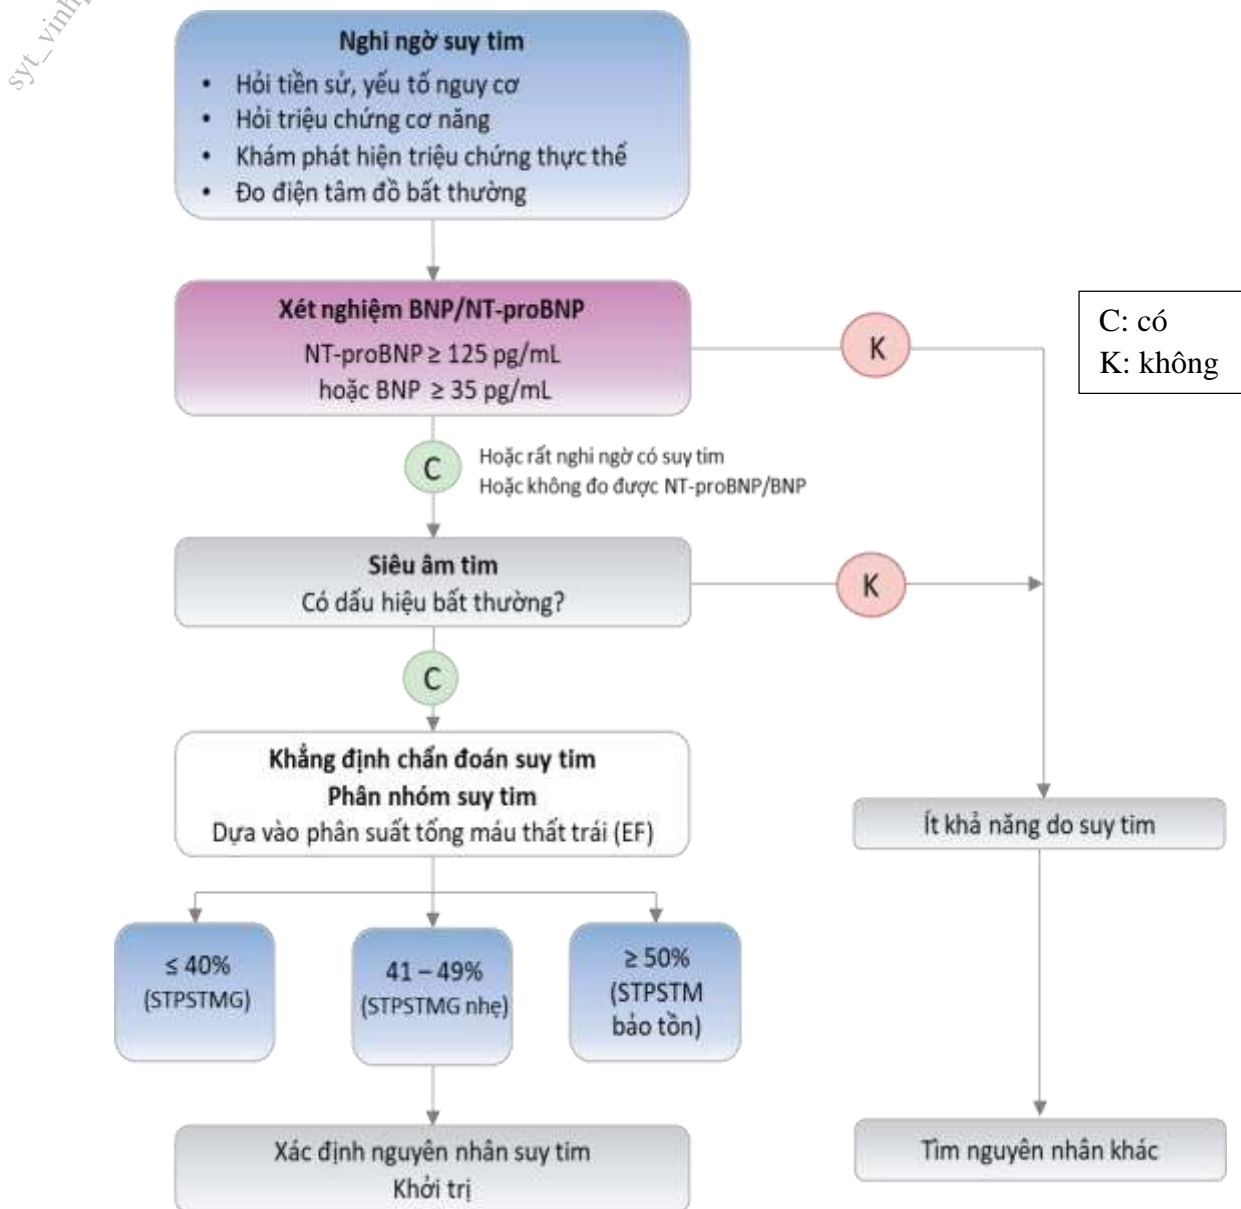 Nghi ngờ suy tim
• Hỏi tiền sử, yếu tố nguy cơ
• Hỏi triệu chứng cơ năng
• Khám phát hiện triệu chứng thực thể
• Đo điện tâm đồ bất thường
Xét nghiệm BNP/NT-proBNP
NT-proBNP ≥ 125 pg/mL
hoặc BNP ≥ 35 pg/mL
K
C: có
K: không
C
Hoặc rất nghi ngờ có suy tim
Hoặc không đo được NT-proBNP/BNP
Siêu âm tim
Có dấu hiệu bất thường?
K
C
Khẳng định chẩn đoán suy tim
Phân nhóm suy tim
Dựa vào phân suất tống máu thất trái (EF)
Ít khả năng do suy tim
≤ 40%
(STPSTMG)
41 – 49%
(STPSTMG nhẹ)
≥ 50%
(STPSTM
bảo tồn)
Xác định nguyên nhân suy tim
Khởi trị
Tìm nguyên nhân khác